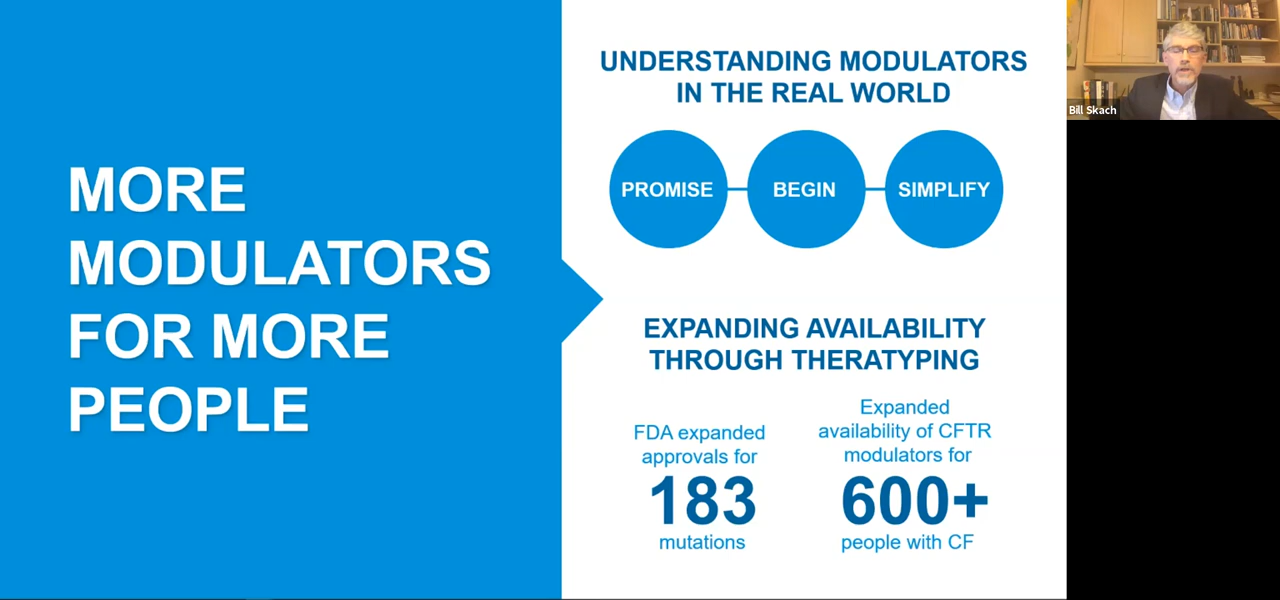 MORE
MODULATORS
FOR MORE
PEOPLE
UNDERSTANDING MODULATORS
IN THE REAL WORLD
PROMISE
BEGIN
SIMPLIFY
EXPANDING AVAILABILITY
THROUGH THERATYPING
FDA expanded
approvals for
183
mutations
Expanded
availability of CFTR
modulators for
600+
people with CF
Bill Skach